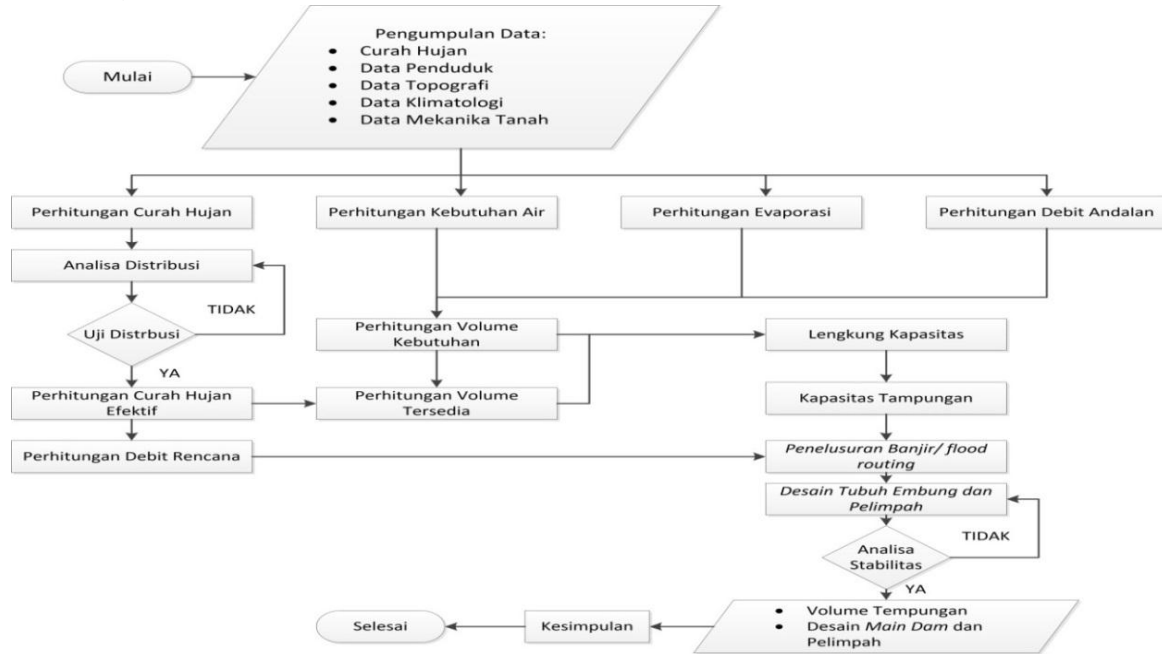 Pengumpulan Data:
• Curah Hujan
• Data Penduduk
• Data Topografi
• Data Klimatologi
• Data Mekanika Tanah
Mulai
Perhitungan Curah Hujan
Perhitungan Kebutuhan Air
Perhitungan Evaporasi
Perhitungan Debit Andalan
Analisa Distribusi
TIDAK
Uji Distrbusi
YA
Perhitungan Volume
Kebutuhan
Lengkung Kapasitas
Perhitungan Curah Hujan
Efektif
Perhitungan Volume
Tersedia
Kapasitas Tampungan
Perhitungan Debit Rencana
Penelusuran Banjir/ flood
routing
Desain Tubuh Embung dan
Pelimpah
TIDAK
Analisa
Stabilitas
YA
• Volume Tempungan
• Desain Main Dam dan
Pelimpah
Kesimpulan
Selesai